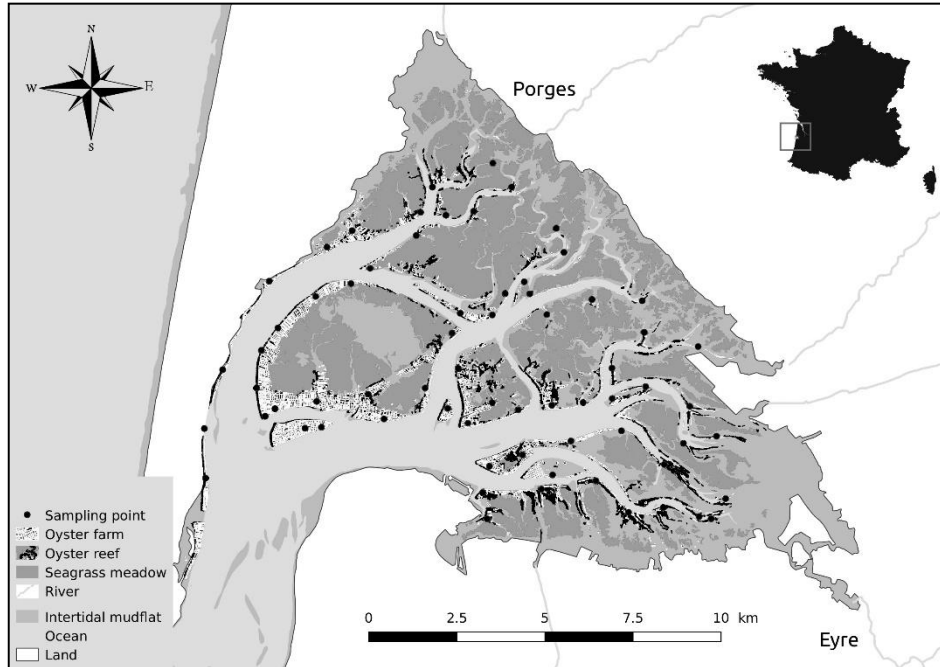 N
W E
S
Porges
Sampling point
Oyster farm
Oyster reef
Seagrass meadow
River
Intertidal mudflat
Ocean
Land
0 2.5 5 7.5 10 km
Eyre